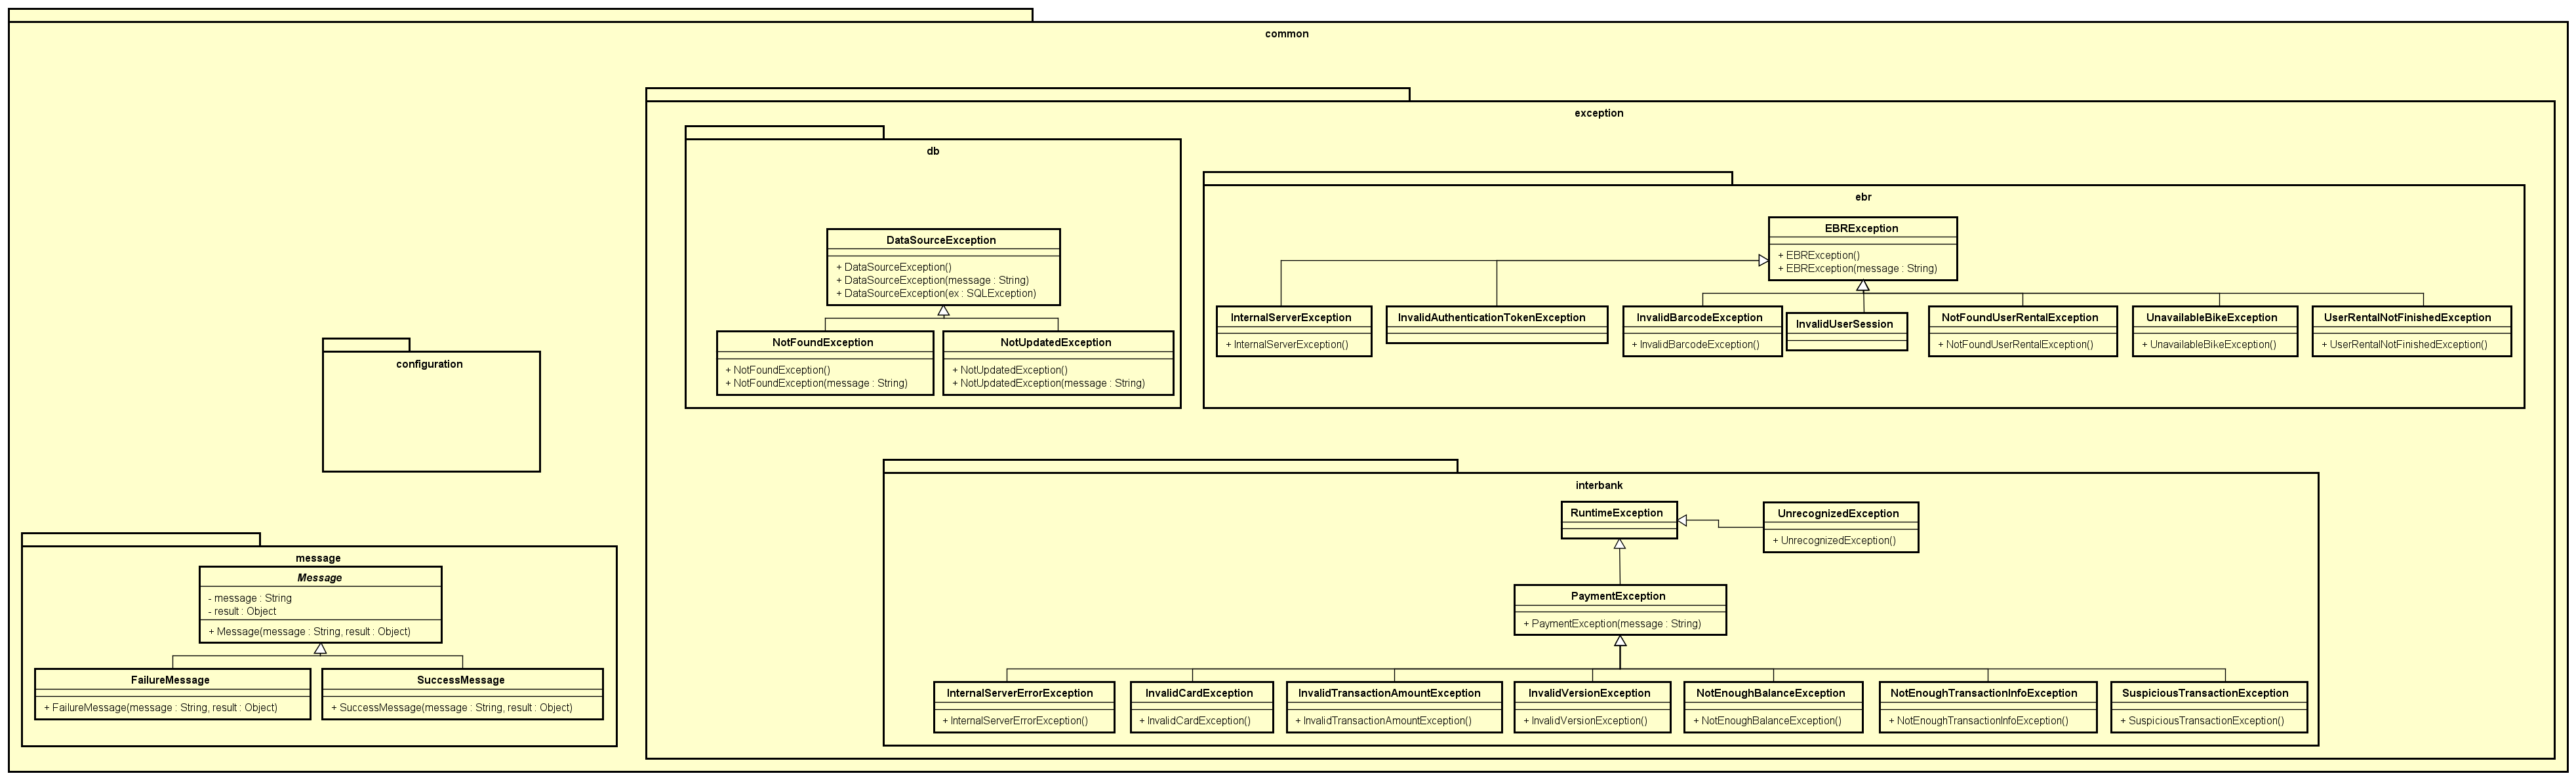 common
exception
db
DataSourceException
+ DataSourceException()
+ DataSourceException(message : String)
+ DataSourceException(ex : SQLException)
NotFoundException
+ NotFoundException()
+ NotFoundException(message : String)
NotUpdatedException
+ NotUpdatedException()
+ NotUpdatedException(message : String)
ebr
EBRException
+ EBRException()
+ EBRException(message : String)
InternalServerException
+ InternalServerException()
InvalidAuthenticationTokenException
InvalidBarcodeException
+ InvalidBarcodeException()
InvalidUserSession
NotFoundUserRentalException
+ NotFoundUserRentalException()
UnavailableBikeException
+ UnavailableBikeException()
UserRentalNotFinishedException
+ UserRentalNotFinishedException()
configuration
interbank
RuntimeException
UnrecognizedException
+ UnrecognizedException()
PaymentException
+ PaymentException(message : String)
InternalServerErrorException
+ InternalServerErrorException()
InvalidCardException
+ InvalidCardException()
InvalidTransactionAmountException
+ InvalidTransactionAmountException()
InvalidVersionException
+ InvalidVersionException()
NotEnoughBalanceException
+ NotEnoughBalanceException()
NotEnoughTransactionInfoException
+ NotEnoughTransactionInfoException()
SuspiciousTransactionException
+ SuspiciousTransactionException()
message
Message
- message : String
- result : Object
+ Message(message : String, result : Object)
FailureMessage
+ FailureMessage(message : String, result : Object)
SuccessMessage
+ SuccessMessage(message : String, result : Object)